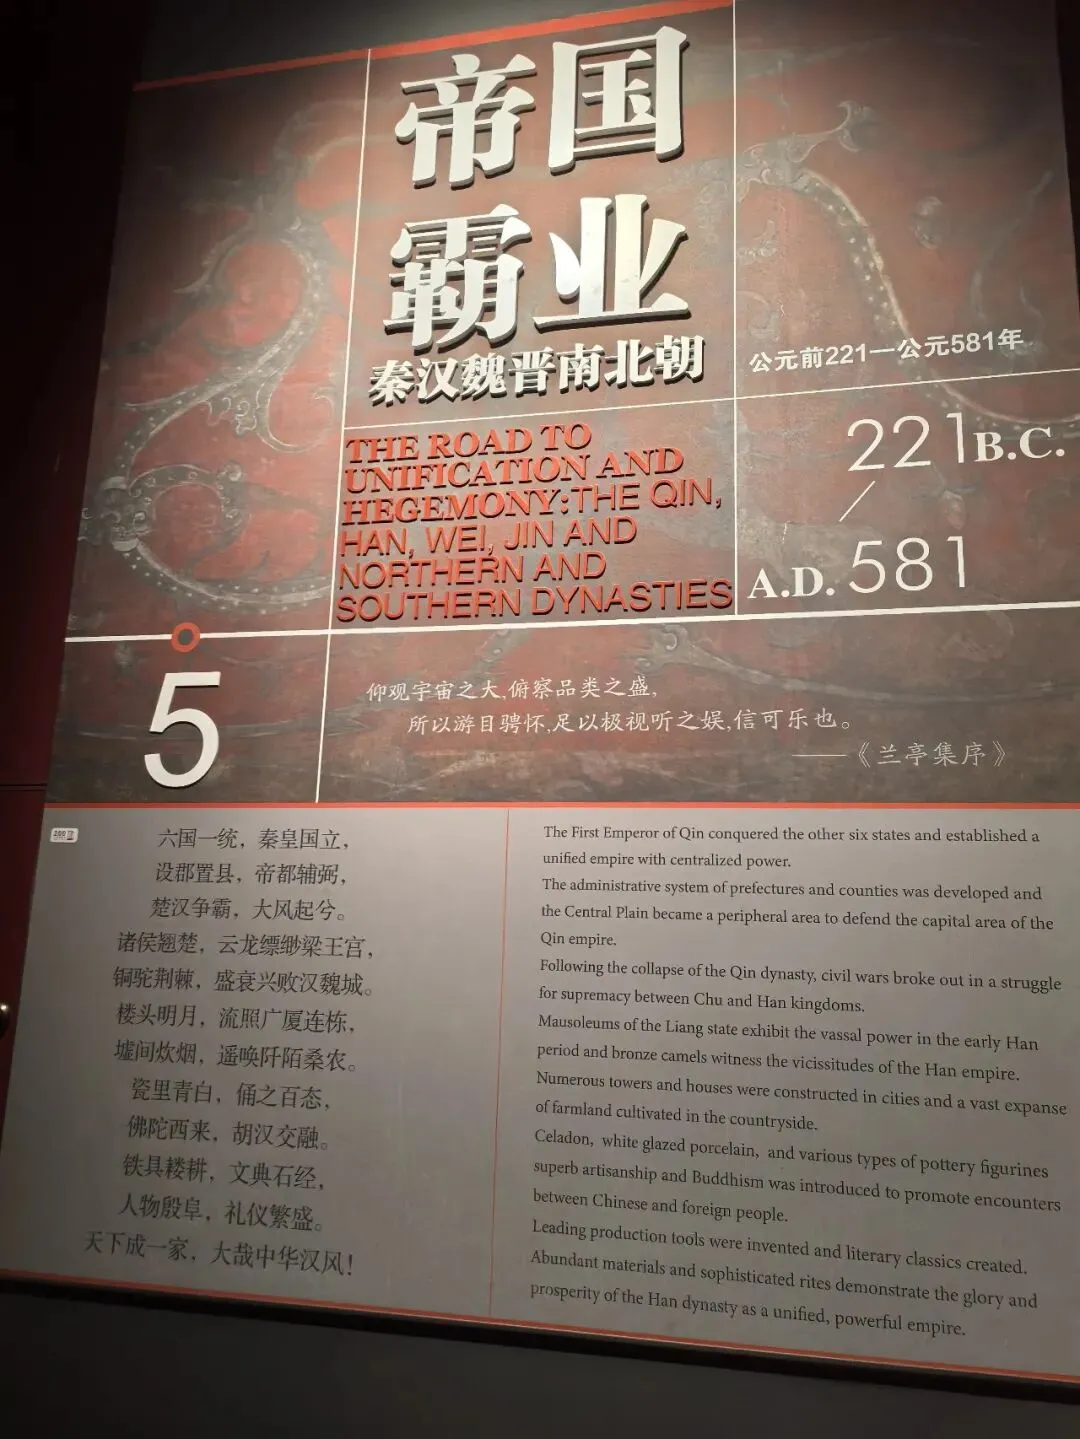 帝国
霸业
秦汉魏晋南北朝
公元前221—公元581年
THE ROAD TO
UNIFICATION AND
HEGEMONY:THE QIN,
HAN, WEI, JIN AND
NORTHERN AND
SOUTHERN DYNASTIES
221B.C.
/
A.D.581
5
仰观宇宙之大,俯察品类之盛,
所以游目骋怀,足以极视听之娱,信可乐也。
——《兰亭集序》
六国一统，秦皇国立，
设郡置县，帝都辅弼，
楚汉争霸，大风起兮。
诸侯翘楚，云龙缥缈梁王宫，
铜驼荆棘，盛衰兴败汉魏城。
楼头明月，流照广厦连栋，
墟间炊烟，遥唤阡陌桑农。
瓷里青白，俑之百态，
佛陀西来，胡汉交融。
铁具耧耕，文典石经，
人物殷阜，礼仪繁盛。
天下成一家，大哉中华汉风！
The First Emperor of Qin conquered the other six states and established a
unified empire with centralized power.
The administrative system of prefectures and counties was developed and
the Central Plain became a peripheral area to defend the capital area of the
Qin empire.
Following the collapse of the Qin dynasty, civil wars broke out in a struggle
for supremacy between Chu and Han kingdoms.
Mausoleums of the Liang state exhibit the vassal power in the early Han
period and bronze camels witness the vicissitudes of the Han empire.
Numerous towers and houses were constructed in cities and a vast expanse
of farmland cultivated in the countryside.
Celadon, white glazed porcelain, and various types of pottery figurines
superb artisanship and Buddhism was introduced to promote encounters
between Chinese and foreign people.
Leading production tools were invented and literary classics created.
Abundant materials and sophisticated rites demonstrate the glory and
prosperity of the Han dynasty as a unified, powerful empire.